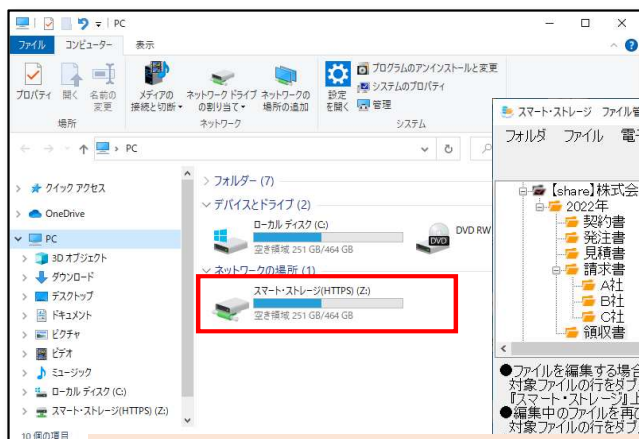 PC
ファイル コンピューター 表示
プロパティ 開く 名前の変更 メディアの接続と切断 ネットワーク ドライブの割り当て ネットワークの場所の追加 設定を開く プログラムのアンインストールと変更
システムのプロパティ
管理
場所 ネットワーク システム
PC
クイック アクセス
OneDrive
PC
3D オブジェクト
ダウンロード
デスクトップ
ドキュメント
ピクチャ
ビデオ
ミュージック
ローカル ディスク (C:)
スマート・ストレージ(HTTPS) (Z:)
10 個の項目
フォルダー (7)
デバイスとドライブ (2)
ローカル ディスク (C:)
空き領域 251 GB/464 GB
DVD RW
DVD
ネットワークの場所 (1)
スマート・ストレージ(HTTPS) (Z:)
空き領域 251 GB/464 GB
スマート・ストレージ ファイル管
フォルダ ファイル 電子
【share】株式会
2022年
契約書
発注書
見積書
請求書
A社
B社
C社
領収書
●ファイルを編集する場合
対象ファイルの行をダブ
『スマート・ストレージ』上
●編集中のファイルを再の
対象ファイルの行をダブ